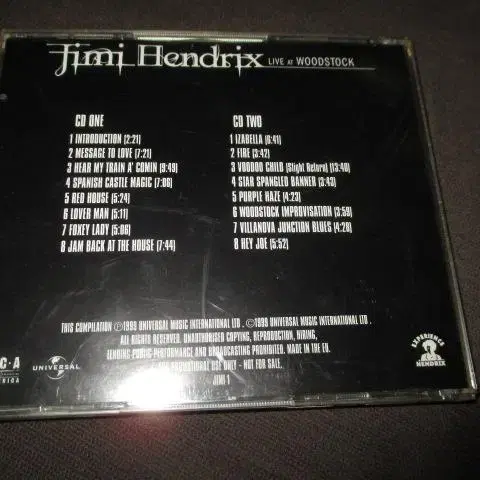 Jimi Hendrix LIVE AT WOODSTOCK
CD ONE
1 INTRODUCTION (2:21)
2 MESSAGE TO LOVE (7:21)
3 HEAR MY TRAIN A' COMIN (9:49)
4 SPANISH CASTLE MAGIC (7:06)
5 RED HOUSE (5:24)
6 LOVER MAN (5:11)
7 FOXEY LADY (5:06)
8 JAM BACK AT THE HOUSE (7:44)
CD TWO
1 IZABELLA (6:41)
2 FIRE (3:42)
3 VOODOO CHILD (Slight Return) (13:40)
4 STAR SPANGLED BANNER (3:43)
5 PURPLE HAZE (4:23)
6 WOODSTOCK IMPROVISATION (3:59)
7 VILLANOVA JUNCTION BLUES (4:28)
8 HEY JOE (5:52)
THIS COMPILATION ℗1999 UNIVERSAL MUSIC INTERNATIONAL LTD. ©1999 UNIVERSAL MUSIC INTERNATIONAL LTD.
ALL RIGHTS RESERVED. UNAUTHORISED COPYING, REPRODUCTION, HIRING,
LENDING PUBLIC PERFORMANCE AND BROADCASTING PROHIBITED. MADE IN THE EU.
PROMOTIONAL USE ONLY - NOT FOR SALE.
JIMI 1
UNIVERSAL
EXPERIENCE
HENDRIX